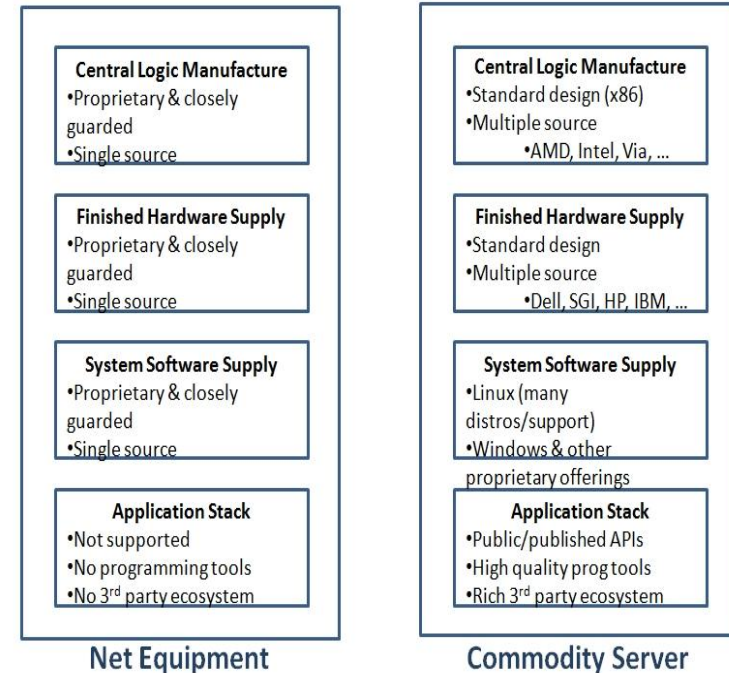 Central Logic Manufacture
•Proprietary & closely
guarded
•Single source
Finished Hardware Supply
•Proprietary & closely
guarded
•Single source
System Software Supply
•Proprietary & closely
guarded
•Single source
Application Stack
•Not supported
•No programming tools
•No 3rd party ecosystem
Net Equipment
Central Logic Manufacture
•Standard design (x86)
•Multiple source
•AMD, Intel, Via, ...
Finished Hardware Supply
•Standard design
•Multiple source
•Dell, SGI, HP, IBM, ...
System Software Supply
•Linux (many
distros/support)
•Windows & other
proprietary offerings
Application Stack
•Public/published APIs
•High quality prog tools
•Rich 3rd party ecosystem
Commodity Server